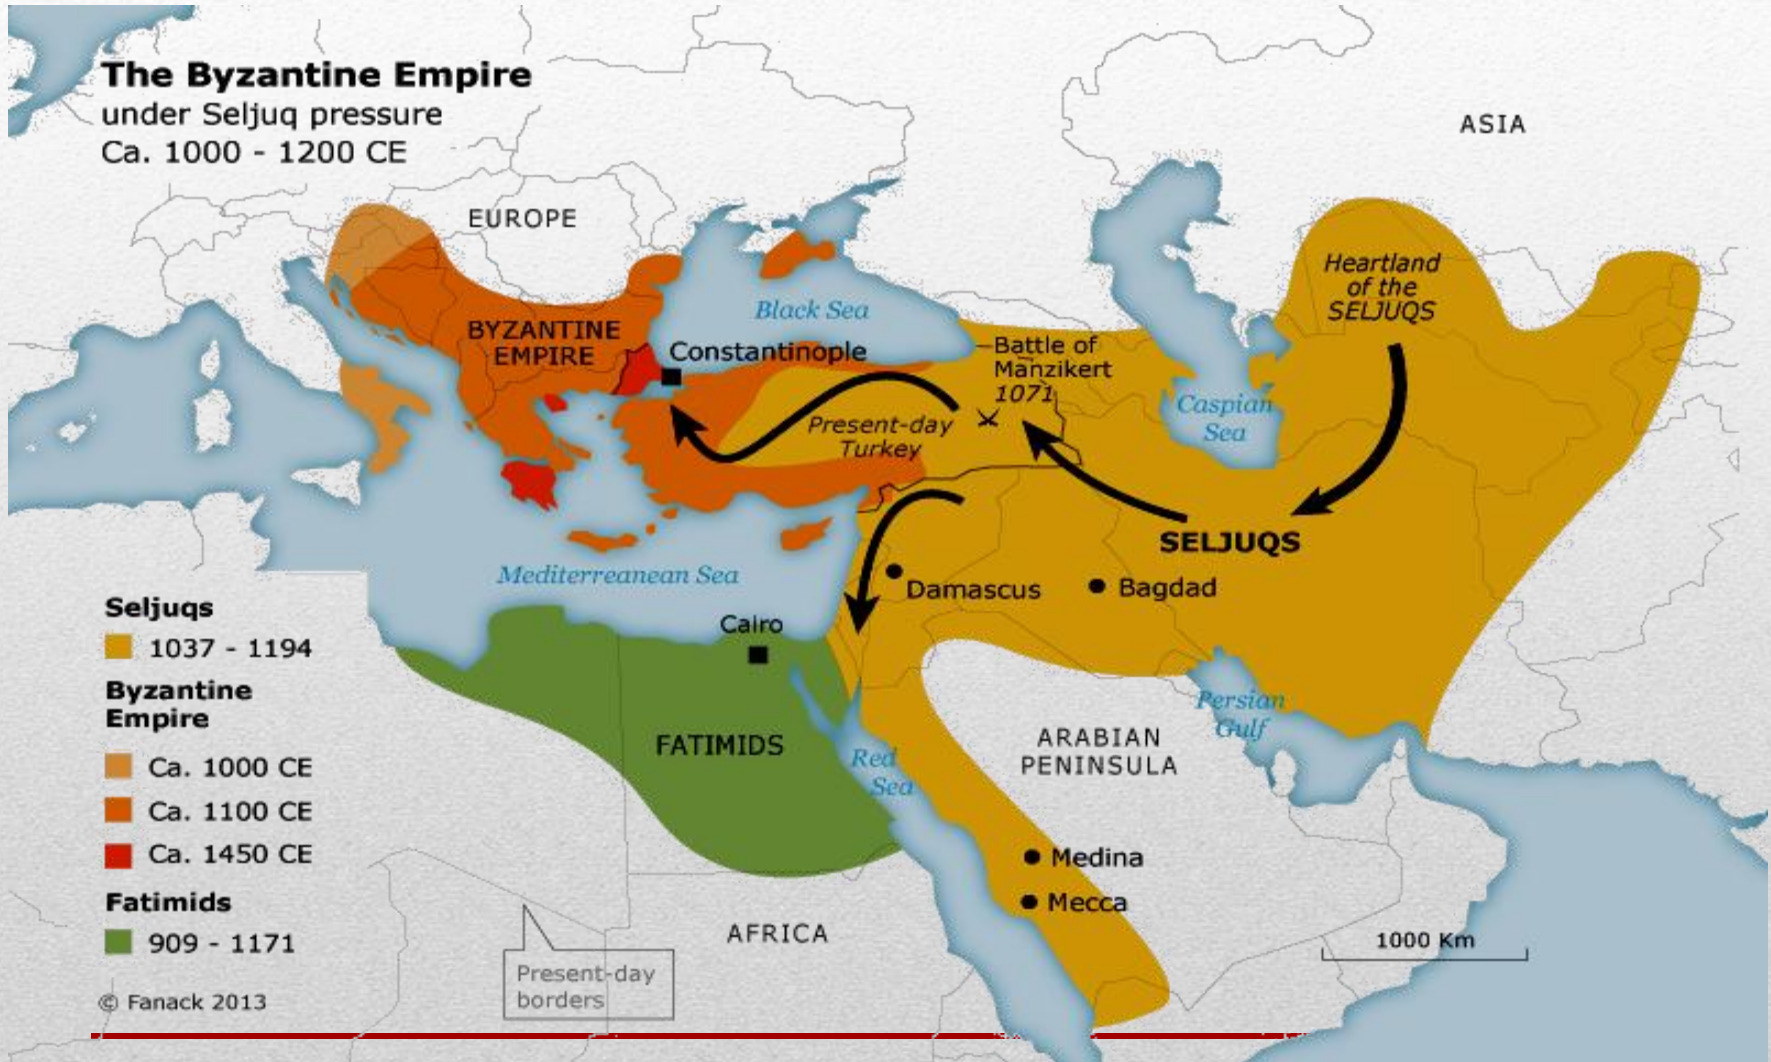 The Byzantine Empire
under Seljuq pressure
Ca. 1000 - 1200 CE
ASIA
EUROPE
Heartland
of the
SELJUQS
Black Sea
BYZANTINE
EMPIRE
Constantinople
Battle of
Manzikert
1071
Caspian
Sea
Present-day
Turkey
SELJUQS
Mediterranean Sea
Damascus
Bagdad
Cairo
Persian
Gulf
FATIMIDS
Red
Sea
ARABIAN
PENINSULA
Medina
Mecca
AFRICA
1000 Km
Present-day
borders
Seljuqs
1037 - 1194
Byzantine
Empire
Ca. 1000 CE
Ca. 1100 CE
Ca. 1450 CE
Fatimids
909 - 1171
© Fanack 2013